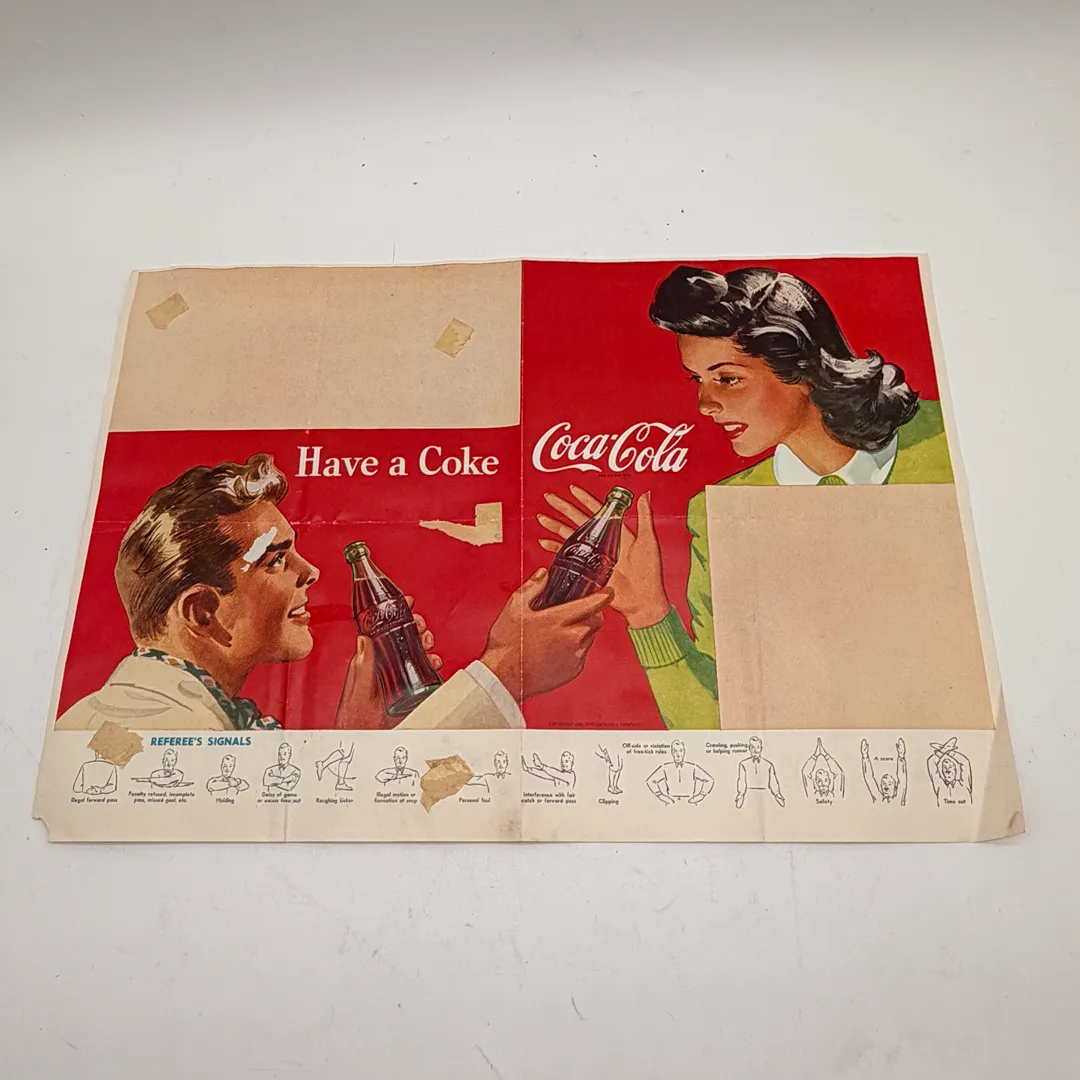 Have a Coke
Coca-Cola
Coca-Cola
REFEREE'S SIGNALS
Illegal forward pass
Penalty refused, incomplete
pass, missed goal, etc.
Holding
Delay of game
or excess time out
Roughing kicker
Illegal motion or
formation at snap
Personal foul
Interference with fair
catch or forward pass
Clipping
Off-side or violation
of free-kick rules
Crawling, pushing
or helping runner
Safety
A score
Time out